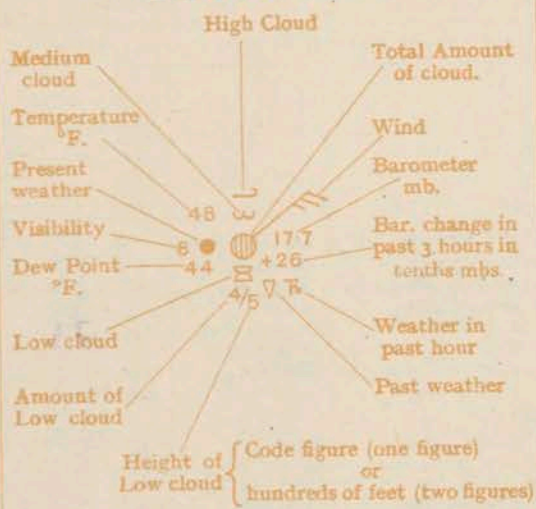 High Cloud
Medium
cloud
Total Amount
of cloud.
Temperature
°F.
Wind
Present
weather
Barometer
mb.
48
Visibility
6
17 7
Bar. change in
past 3 hours in
tenths mbs.
Dew Point
°F.
44
+26
4/5
Low cloud
Weather in
past hour
Amount of
Low cloud
Past weather
Height of
Low cloud
Code figure (one figure)
or
hundreds of feet (two figures)